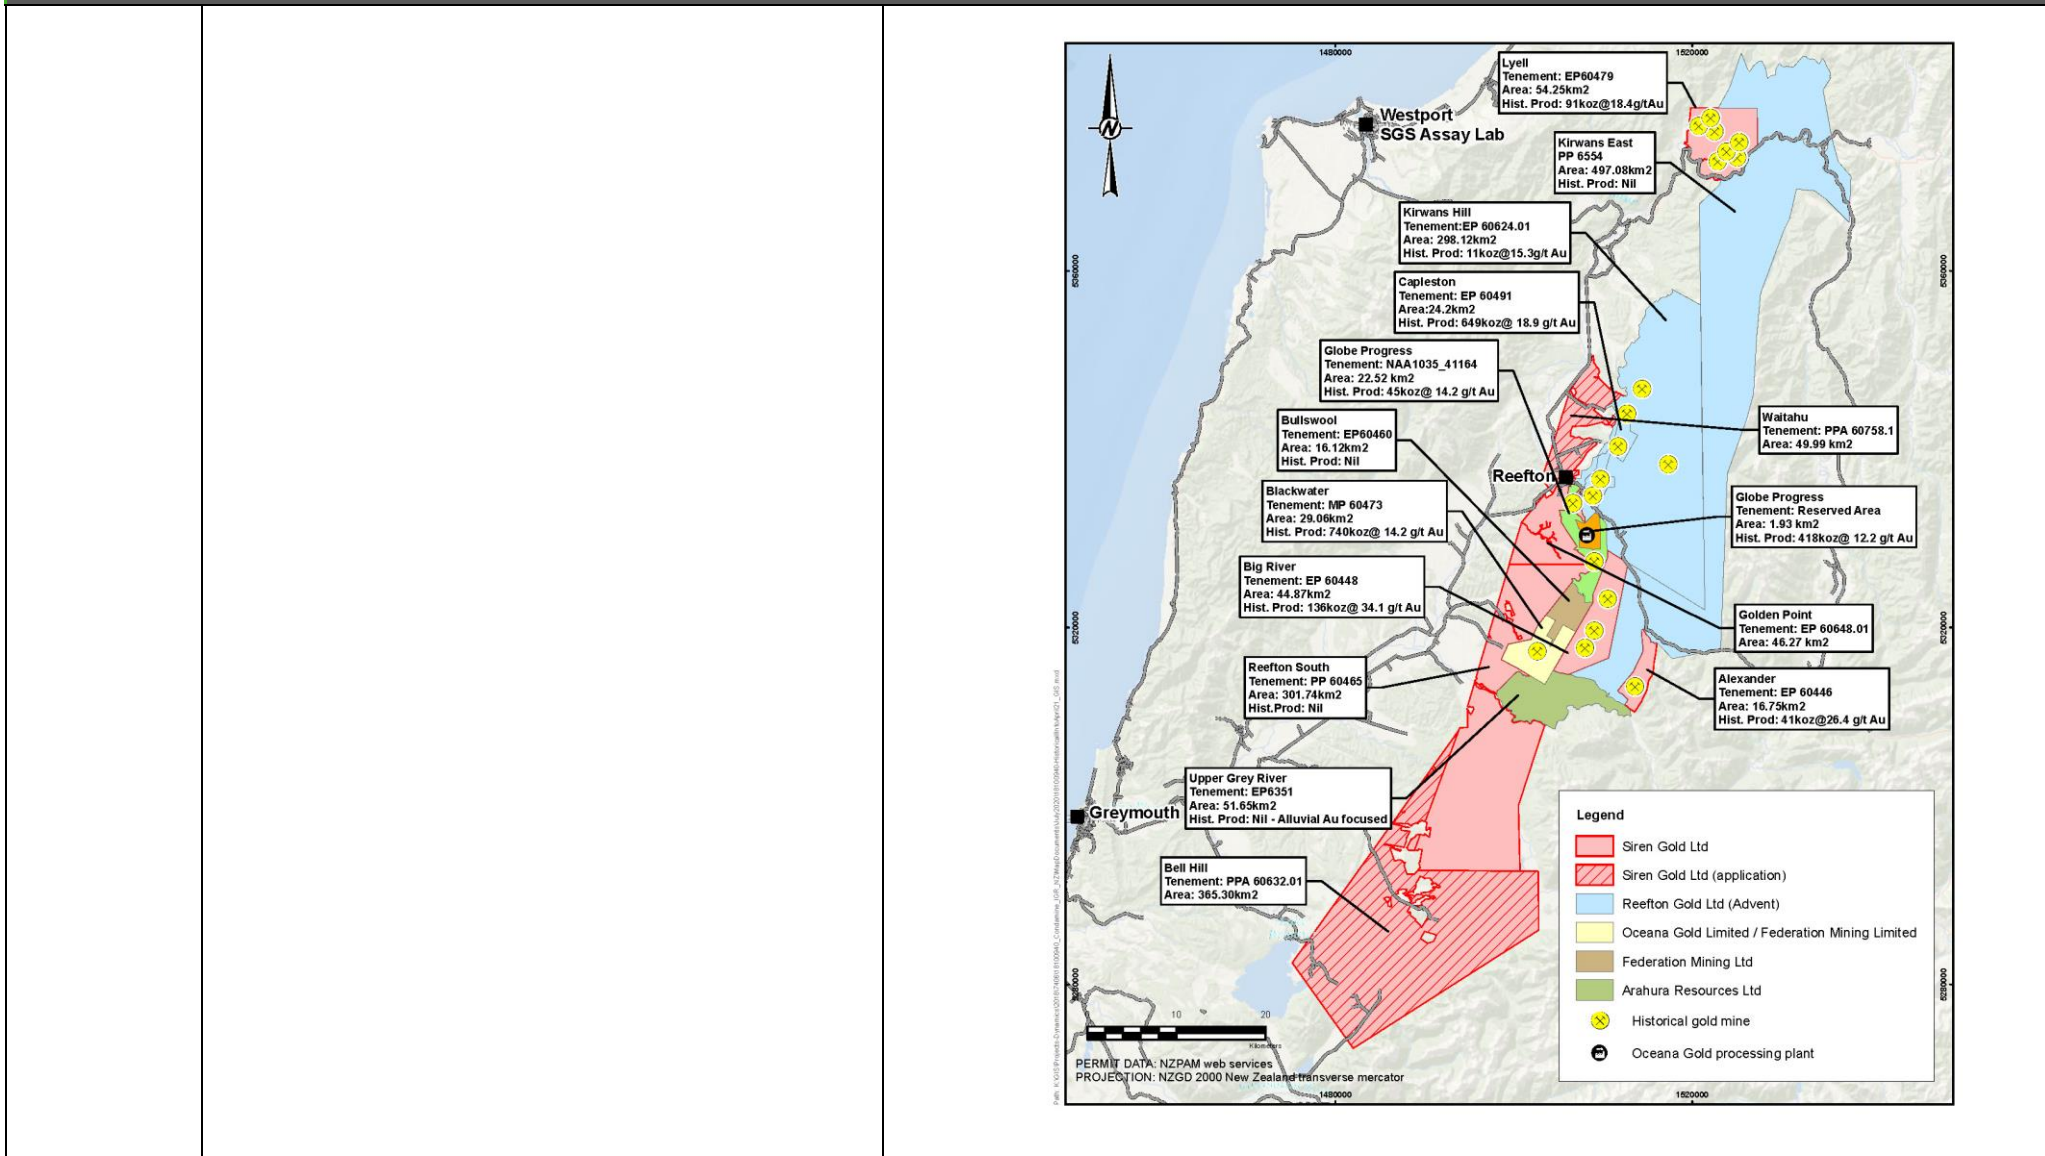 1480000
1520000
Lyell
Tenement: EP60479
Area: 54.25km2
Hist. Prod: 91koz@18.4g/tAu
Westport
SGS Assay Lab
N
Kirwans East
PP 6554
Area: 497.08km2
Hist. Prod: Nil
Kirwans Hill
Tenement:EP 60624.01
Area: 298.12km2
Hist. Prod: 11koz@15.3g/t Au
5360000
5360000
Capleston
Tenement: EP 60491
Area:24.2km2
Hist. Prod: 649koz@ 18.9 g/t Au
Globe Progress
Tenement: NAA1035_41164
Area: 22.52 km2
Hist. Prod: 45koz@ 14.2 g/t Au
Bullswool
Tenement: EP60460
Area: 16.12km2
Hist. Prod: Nil
Waitahu
Tenement: PPA 60758.1
Area: 49.99 km2
Reefton
Blackwater
Tenement: MP 60473
Area: 29.06km2
Hist. Prod: 740koz@ 14.2 g/t Au
Globe Progress
Tenement: Reserved Area
Area: 1.93 km2
Hist. Prod: 418koz@ 12.2 g/t Au
Big River
Tenement: EP 60448
Area: 44.87km2
Hist. Prod: 136koz@ 34.1 g/t Au
Golden Point
Tenement: EP 60648.01
Area: 46.27 km2
5320000
5320000
Reefton South
Tenement: PP 60465
Area: 301.74km2
Hist.Prod: Nil
Alexander
Tenement: EP 60446
Area: 16.75km2
Hist. Prod: 41koz@26.4 g/t Au
Upper Grey River
Tenement: EP6351
Area: 51.65km2
Hist. Prod: Nil - Alluvial Au focused
Greymouth
Bell Hill
Tenement: PPA 60632.01
Area: 365.30km2
Legend
Siren Gold Ltd
Siren Gold Ltd (application)
Reefton Gold Ltd (Advent)
Oceana Gold Limited / Federation Mining Limited
Federation Mining Ltd
Arahura Resources Ltd
Historical gold mine
Oceana Gold processing plant
5280000
5280000
10
20
Kilometers
PERMIT DATA: NZPAM web services
PROJECTION: NZGD 2000 New Zealand transverse mercator
1480000
1520000